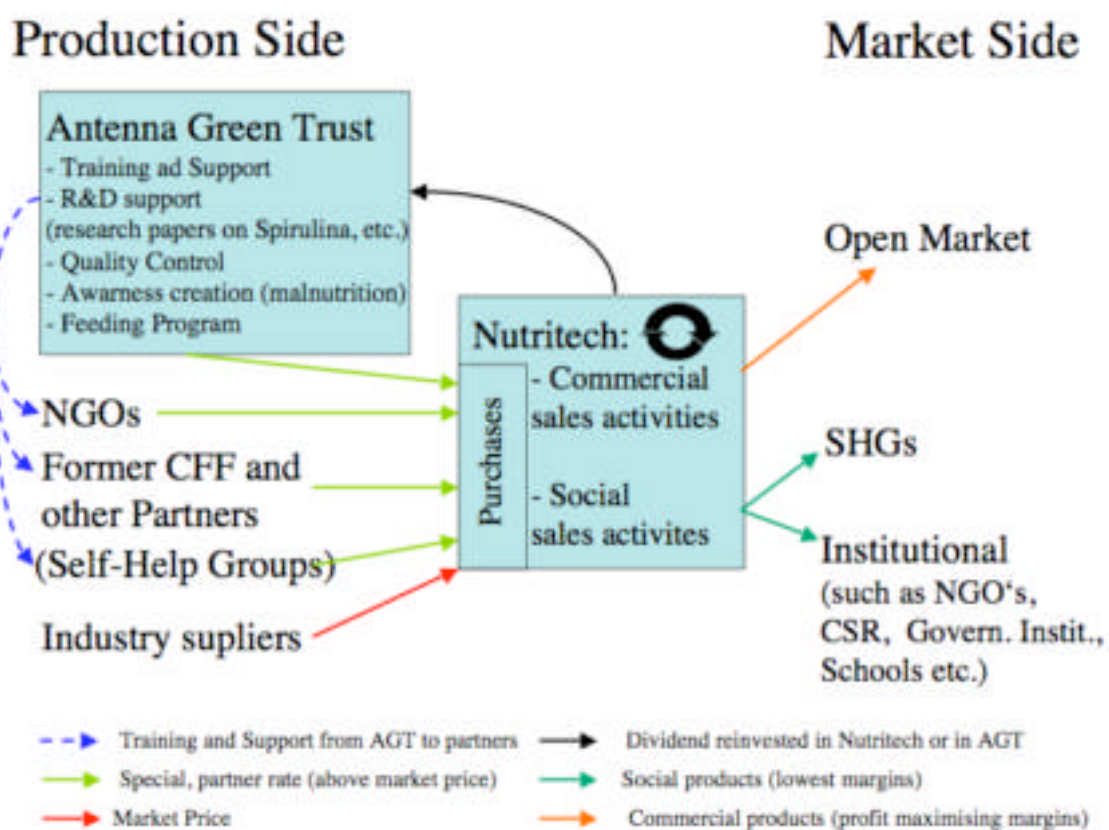 Production Side
Market Side
Antenna Green Trust
- Training ad Support
- R&D support
(research papers on Spirulina, etc.)
- Quality Control
- Awarness creation (malnutrition)
- Feeding Program
NGOs
Former CFF and
other Partners
(Self-Help Groups)
Industry supliers
Nutritech:
Purchases
- Commercial
sales activities
- Social
sales activites
Open Market
SHGs
Institutional
(such as NGO‘s,
CSR, Govern. Instit.,
Schools etc.)
Training and Support from AGT to partners
Dividend reinvested in Nutritech or in AGT
Special, partner rate (above market price)
Social products (lowest margins)
Market Price
Commercial products (profit maximising margins)